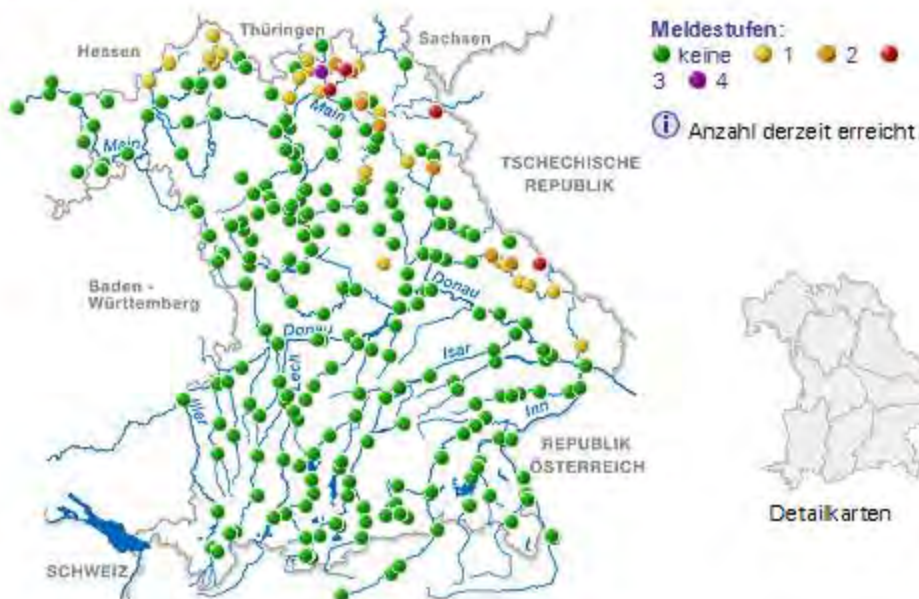 Thüringen
Hessen
Sachsen
Main
Main
TSCHECHISCHE
REPUBLIK
Baden -
Württemberg
Donau
Donau
Isar
Lech
Iller
Inn
REPUBLIK
ÖSTERREICH
SCHWEIZ
Meldestufen:
keine 1 2
3 4
i Anzahl derzeit erreicht
Detailkarten